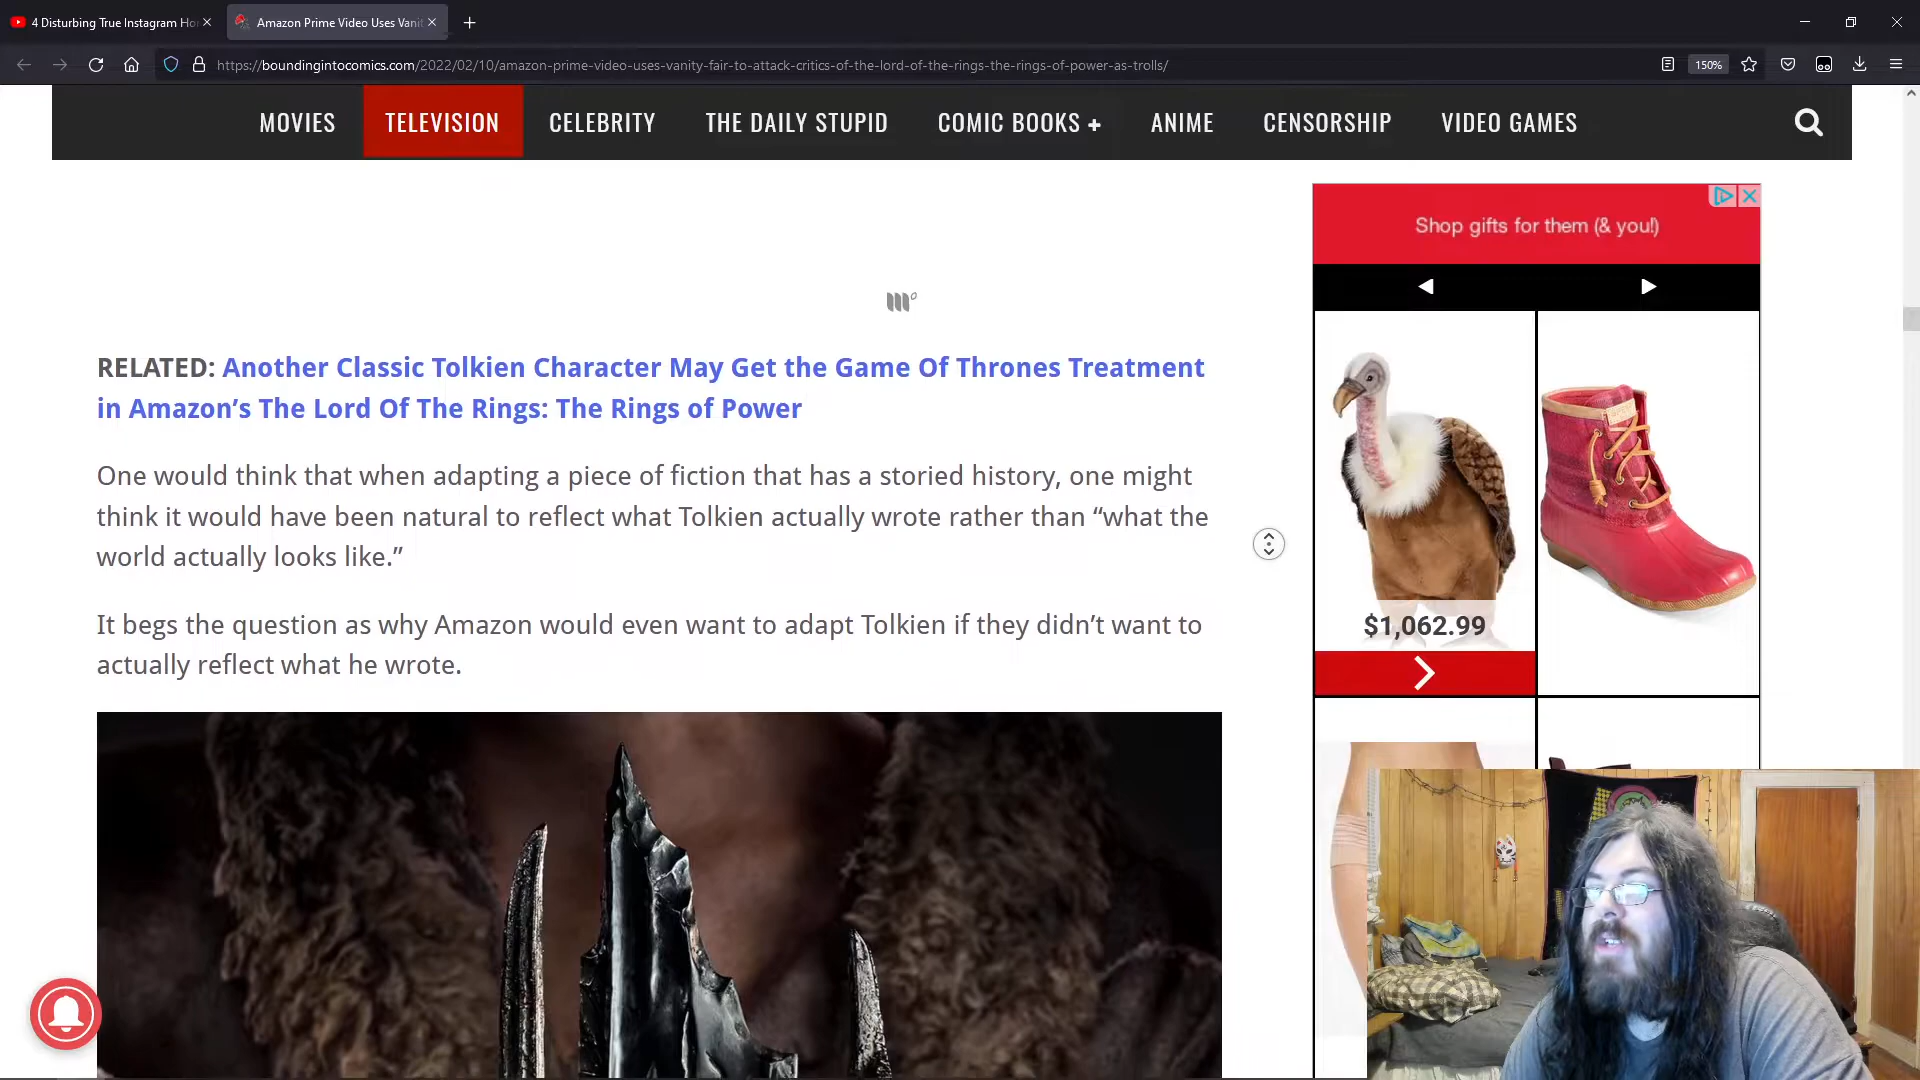 4 Disturbing True Instagram Ho
Amazon Prime Video Uses Vanit
https://boundingintocomics.com/2022/02/10/amazon-prime-video-uses-vanity-fair-to-attack-critics-of-the-lord-of-the-rings-the-rings-of-power-as-trolls/
150%
MOVIES
TELEVISION
CELEBRITY
THE DAILY STUPID
COMIC BOOKS +
ANIME
CENSORSHIP
VIDEO GAMES
RELATED: Another Classic Tolkien Character May Get the Game Of Thrones Treatment
in Amazon’s The Lord Of The Rings: The Rings of Power
One would think that when adapting a piece of fiction that has a storied history, one might
think it would have been natural to reflect what Tolkien actually wrote rather than “what the
world actually looks like.”
It begs the question as why Amazon would even want to adapt Tolkien if they didn’t want to
actually reflect what he wrote.
Shop gifts for them (& you!)
$1,062.99